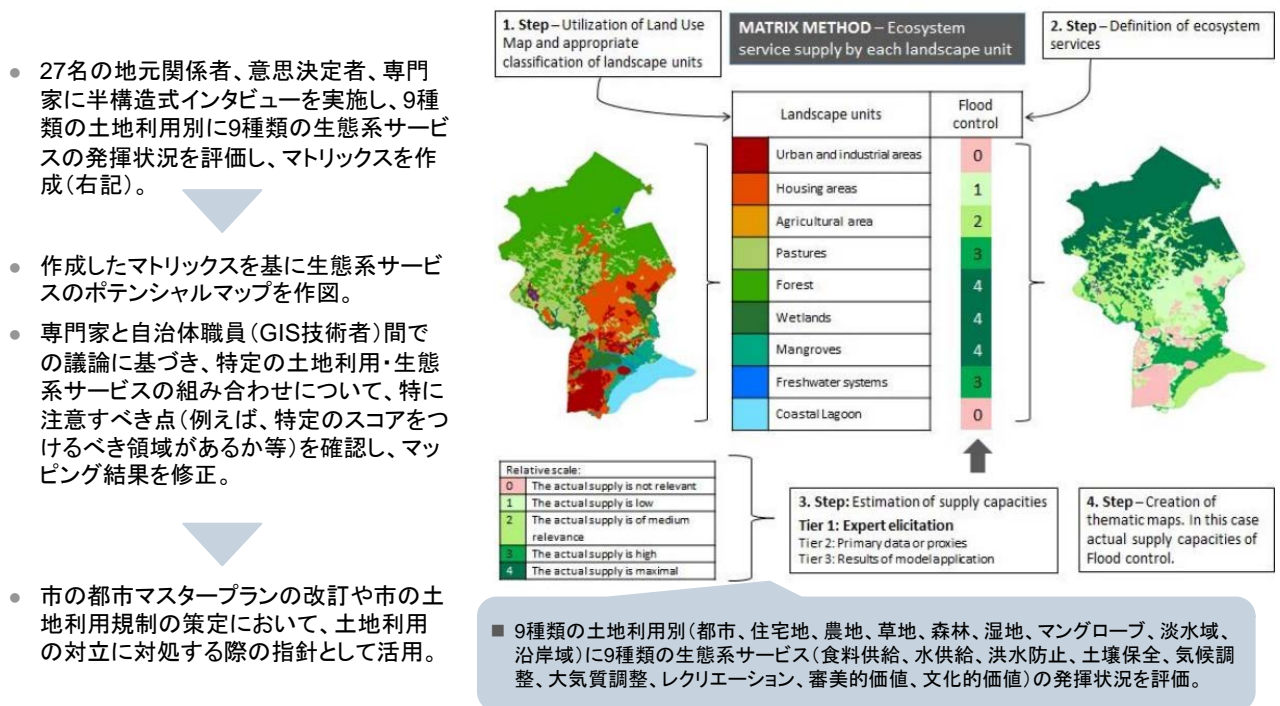 ● 27名の地元関係者、意思決定者、専門
家に半構造式インタビューを実施し、9種
類の土地利用別に9種類の生態系サービ
スの発揮状況を評価し、マトリックスを作
成(右記)。
● 作成したマトリックスを基に生態系サービ
スのポテンシャルマップを作図。
● 専門家と自治体職員(GIS技術者)間で
の議論に基づき、特定の土地利用・生態
系サービスの組み合わせについて、特に
注意すべき点(例えば、特定のスコアをつ
けるべき領域があるか等)を確認し、マッ
ピング結果を修正。
● 市の都市マスタープランの改訂や市の土
地利用規制の策定において、土地利用
の対立に対処する際の指針として活用。
1. Step – Utilization of Land Use
Map and appropriate
classification of landscape units
MATRIX METHOD – Ecosystem
service supply by each landscape unit
2. Step – Definition of ecosystem
services
Landscape units
Flood
control
Urban and industrial areas 0
Housing areas 1
Agricultural area 2
Pastures 3
Forest 4
Wetlands 4
Mangroves 4
Freshwater systems 3
Coastal Lagoon 0
Relative scale:
0 The actual supply is not relevant
1 The actual supply is low
2 The actual supply is of medium
relevance
3 The actual supply is high
4 The actual supply is maximal
3. Step: Estimation of supply capacities
Tier 1: Expert elicitation
Tier 2: Primary data or proxies
Tier 3: Results of model application
4. Step – Creation of
thematic maps. In this case
actual supply capacities of
Flood control.
■ 9種類の土地利用別(都市、住宅地、農地、草地、森林、湿地、マングローブ、淡水域、
沿岸域)に9種類の生態系サービス(食料供給、水供給、洪水防止、土壌保全、気候調
整、大気質調整、レクリエーション、審美的価値、文化的価値)の発揮状況を評価。